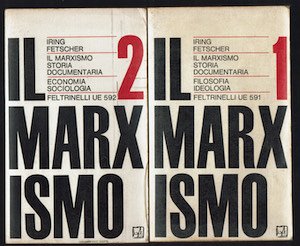 IL
2
IRING
FETSCHER
IL MARXISMO
STORIA
DOCUMENTARIA
ECONOMIA
SOCIOLOGIA
FELTRINELLI UE 592
MARX
ISMO
IL
1
IRING
FETSCHER
IL MARXISMO
STORIA
DOCUMENTARIA
FILOSOFIA
IDEOLOGIA
FELTRINELLI UE 591
MARX
ISMO